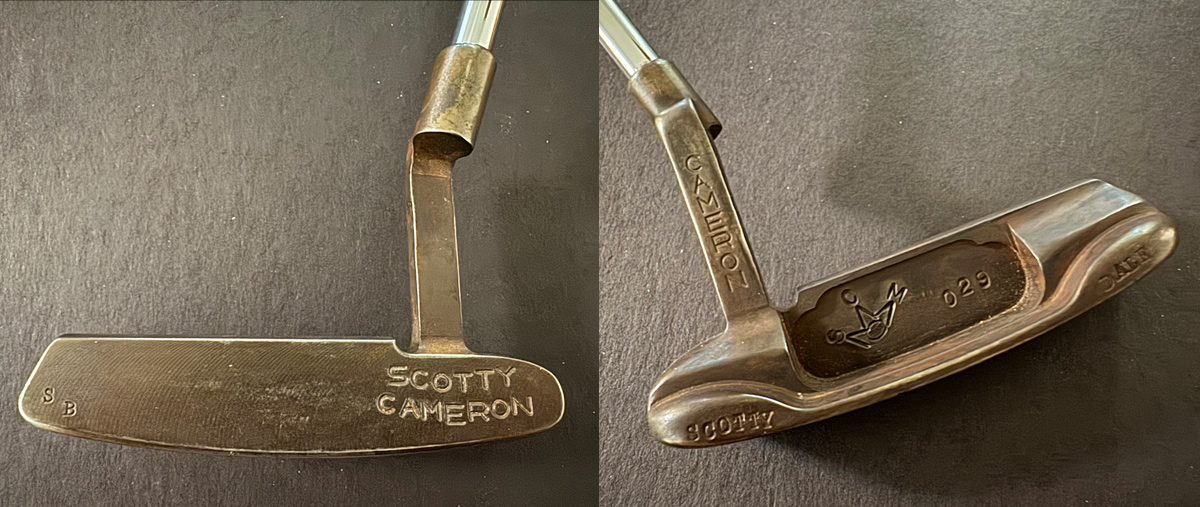 SCOTTY
CAMERON
S B
CAMERON
S C
029
SCOTTY
DALE